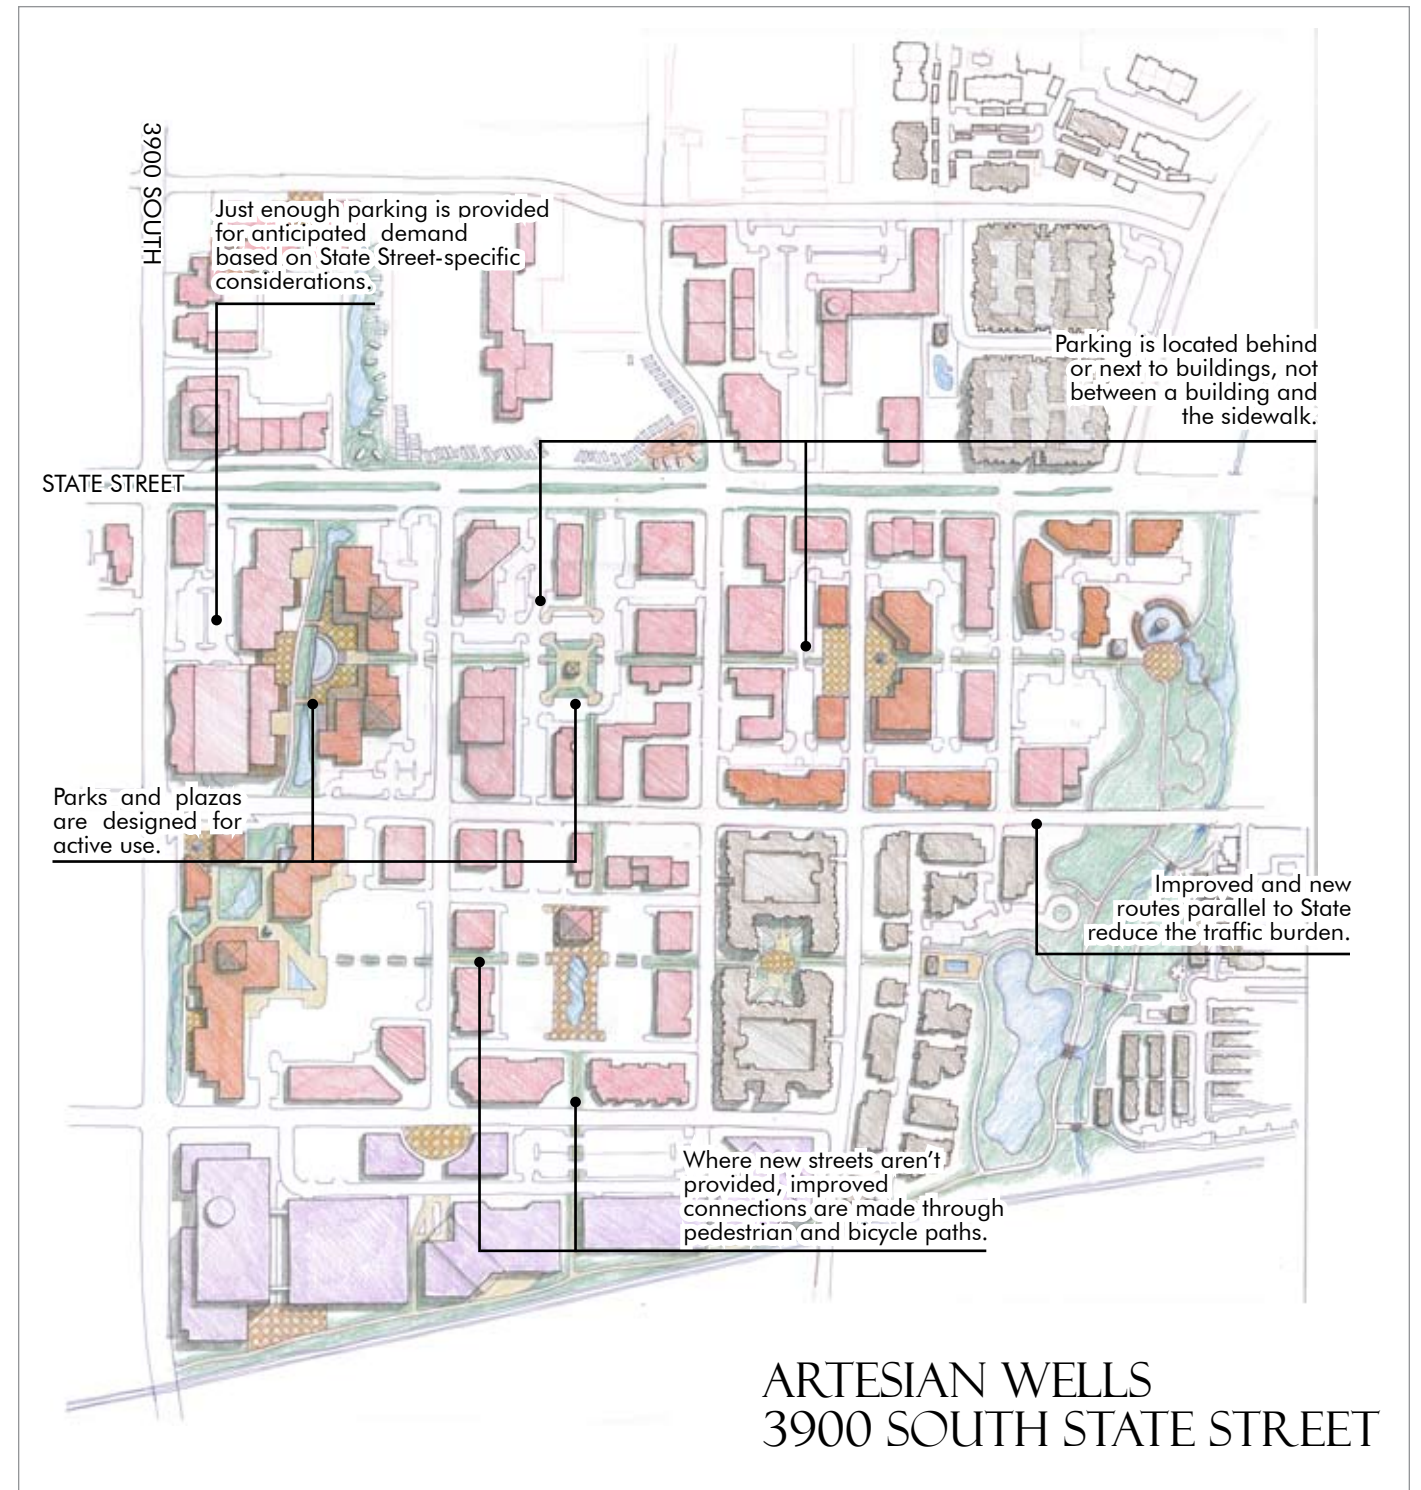 3900 SOUTH
Just enough parking is provided
for anticipated demand
based on State Street-specific
considerations.
Parking is located behind
or next to buildings, not
between a building and
the sidewalk.
STATE STREET
Parks and plazas
are designed for
active use.
Improved and new
routes parallel to State
reduce the traffic burden.
Where new streets aren't
provided, improved
connections are made through
pedestrian and bicycle paths.
ARTESIAN WELLS
3900 SOUTH STATE STREET